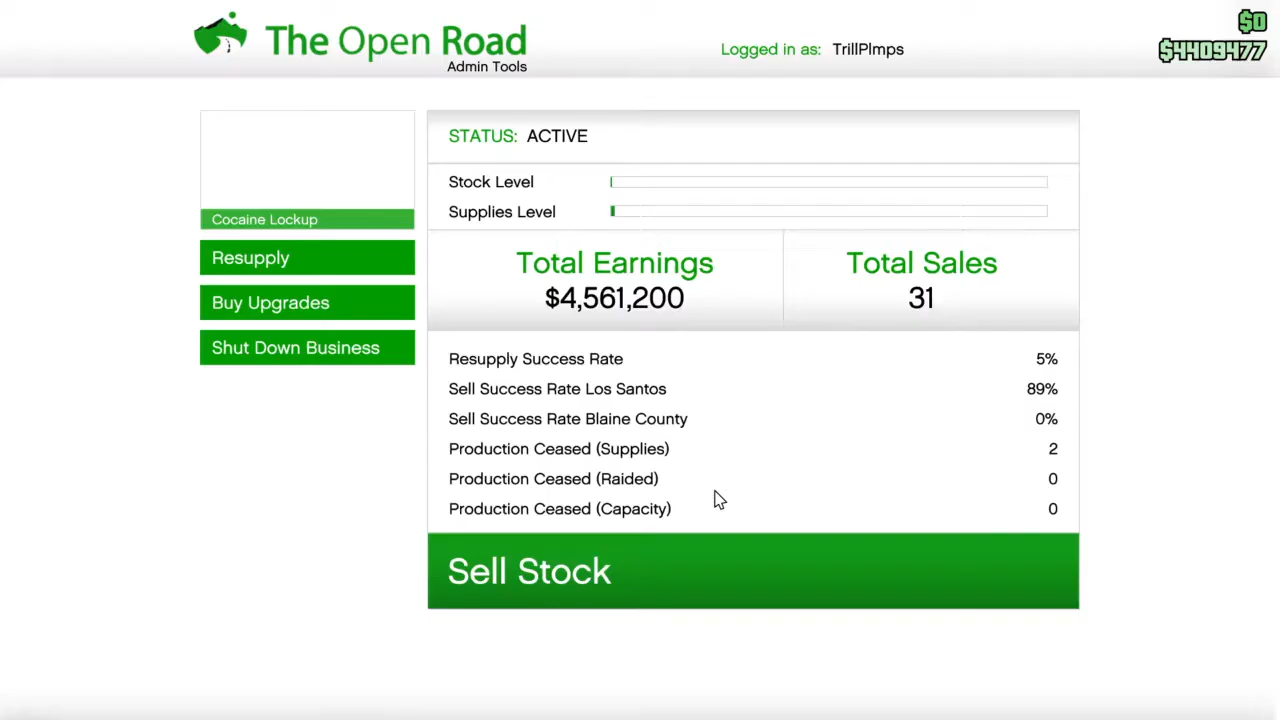 The Open Road
Admin Tools
Logged in as: TrillPlmps
$0
$4409477
Cocaine Lockup
Resupply
Buy Upgrades
Shut Down Business
STATUS: ACTIVE
Stock Level
Supplies Level
Total Earnings
$4,561,200
Total Sales
31
Resupply Success Rate 5%
Sell Success Rate Los Santos 89%
Sell Success Rate Blaine County 0%
Production Ceased (Supplies) 2
Production Ceased (Raided) 0
Production Ceased (Capacity) 0
Sell Stock